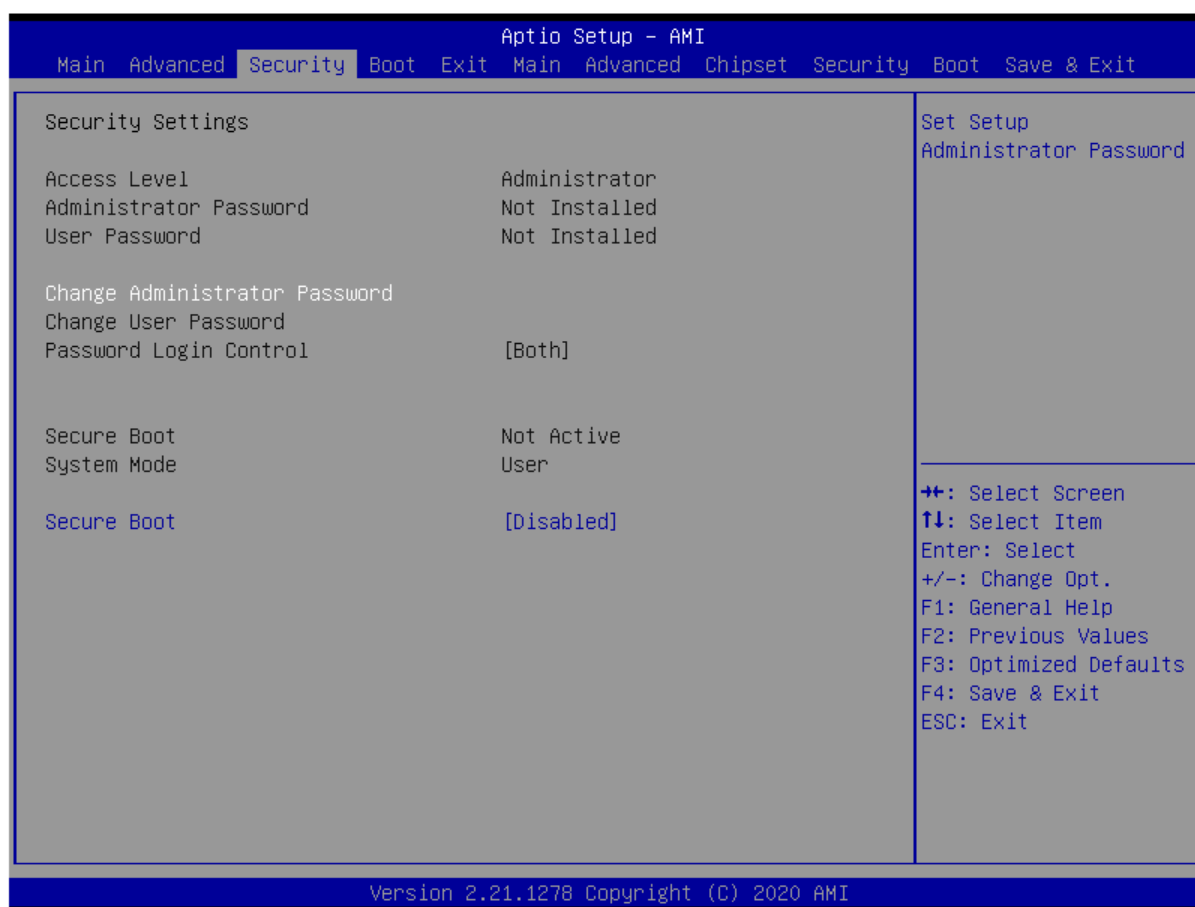 Aptio Setup – AMI
Main Advanced Security Boot Exit Main Advanced Chipset Security Boot Save & Exit
Security Settings
Access Level Administrator
Administrator Password Not Installed
User Password Not Installed
Change Administrator Password
Change User Password
Password Login Control [Both]
Secure Boot Not Active
System Mode User
Secure Boot [Disabled]
Set Setup
Administrator Password
→←: Select Screen
↑↓: Select Item
Enter: Select
+/-: Change Opt.
F1: General Help
F2: Previous Values
F3: Optimized Defaults
F4: Save & Exit
ESC: Exit
Version 2.21.1278 Copyright (C) 2020 AMI